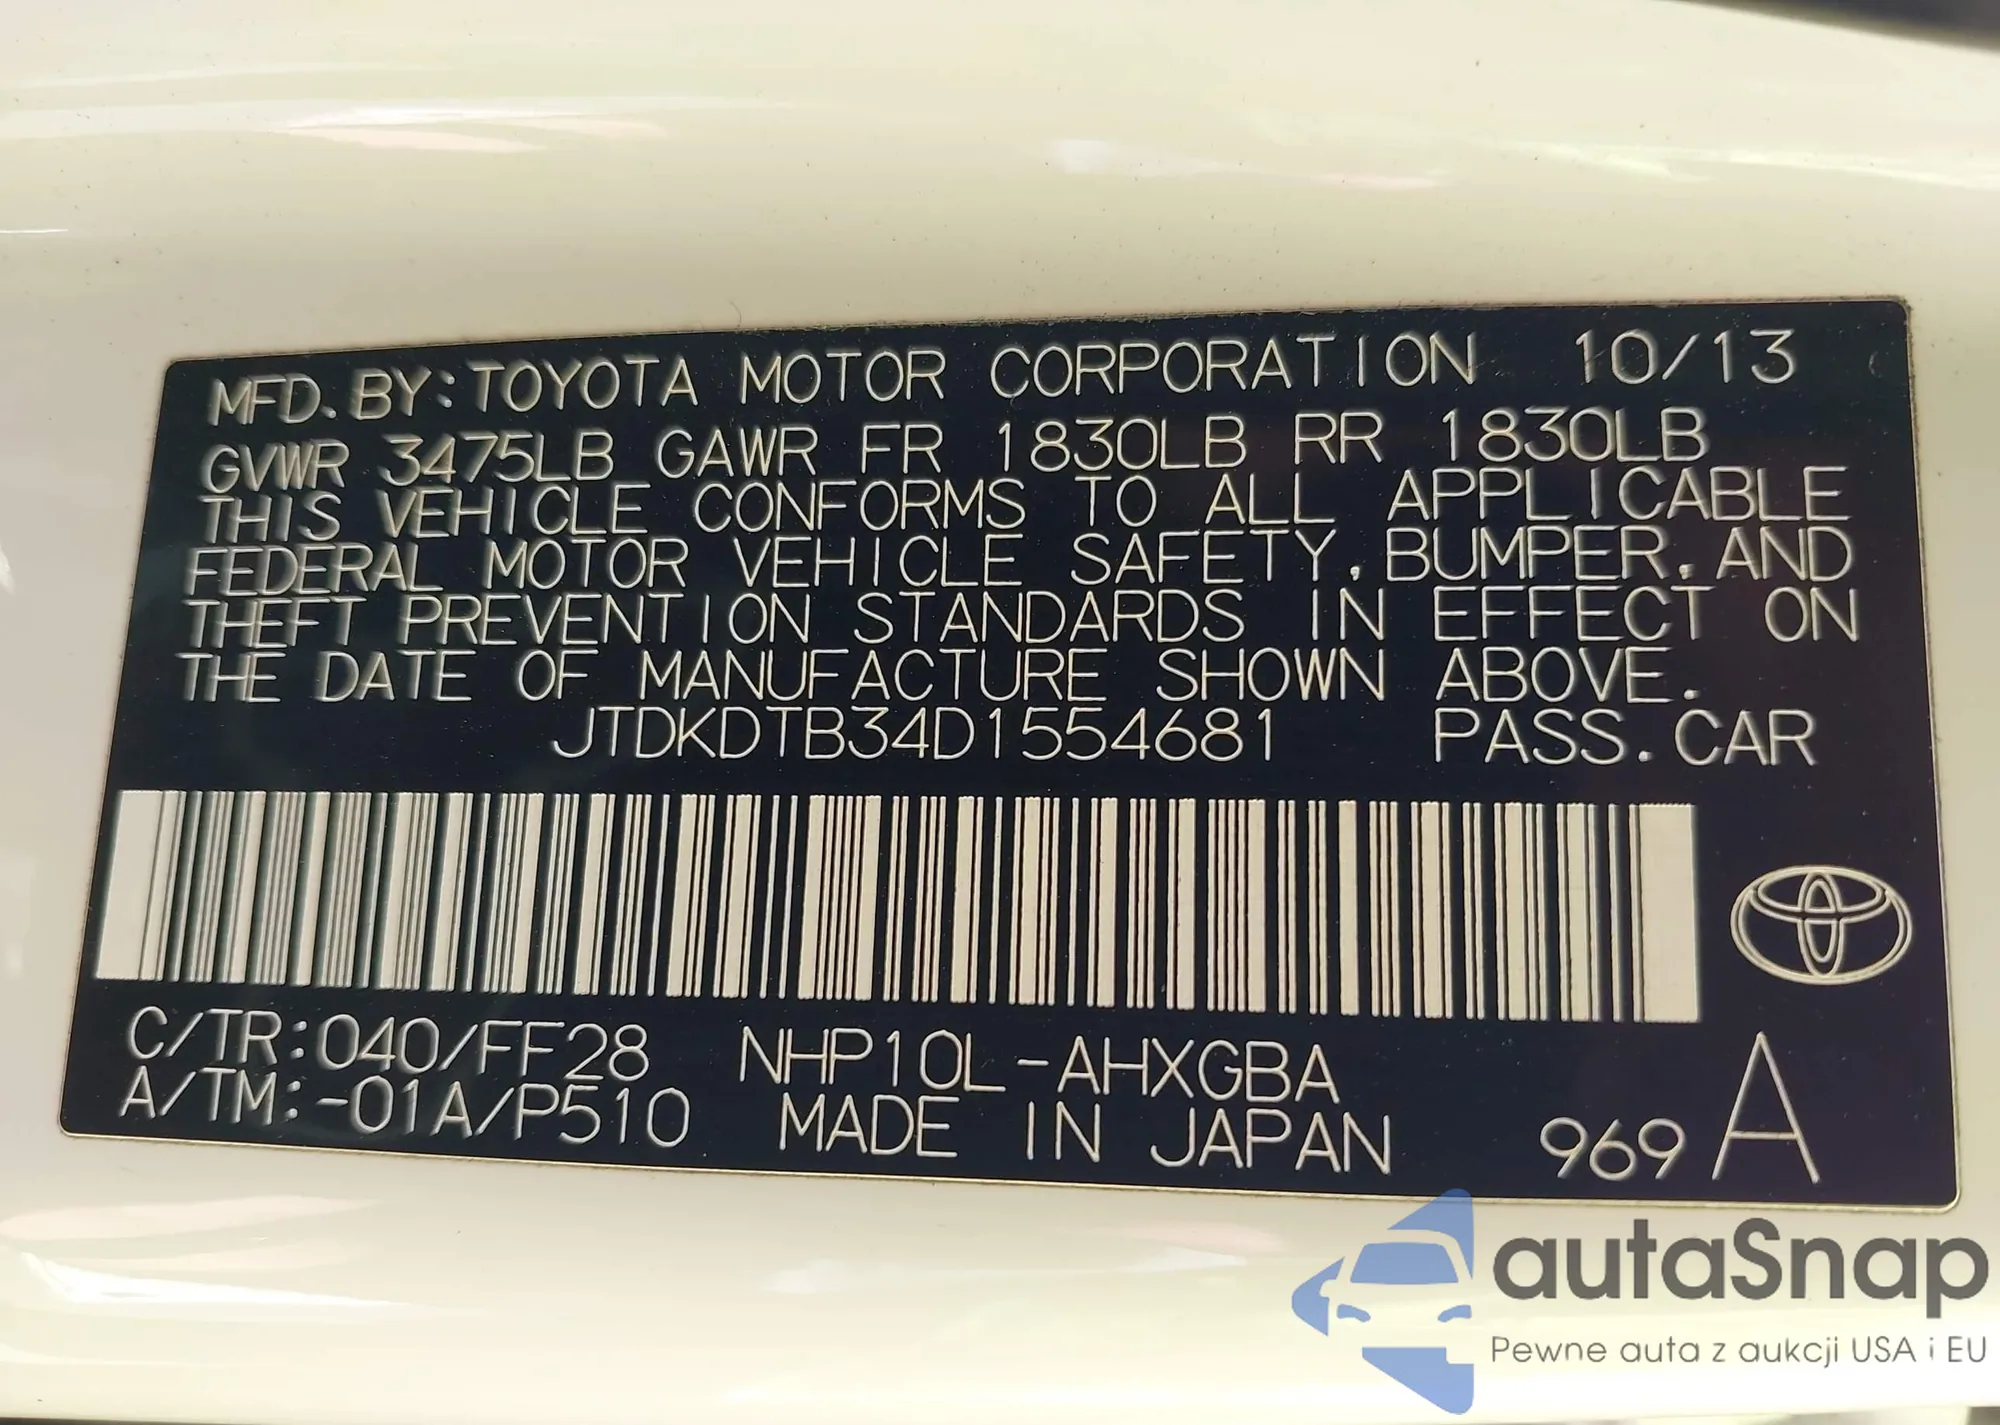 MFD. BY: TOYOTA MOTOR CORPORATION 10/13
GVWR 3475LB GAWR FR 1830LB RR 1830LB
THIS VEHICLE CONFORMS TO ALL APPLICABLE
FEDERAL MOTOR VEHICLE SAFETY, BUMPER, AND
THEFT PREVENTION STANDARDS IN EFFECT ON
THE DATE OF MANUFACTURE SHOWN ABOVE.
JTDKDTB34D1554681 PASS. CAR
C/TR: 040/FF28 NHP10L-AHXGBA
A/TM: -01A/P510 MADE IN JAPAN 969 A
autaSnap
Pewne auta z aukcji USA i EU